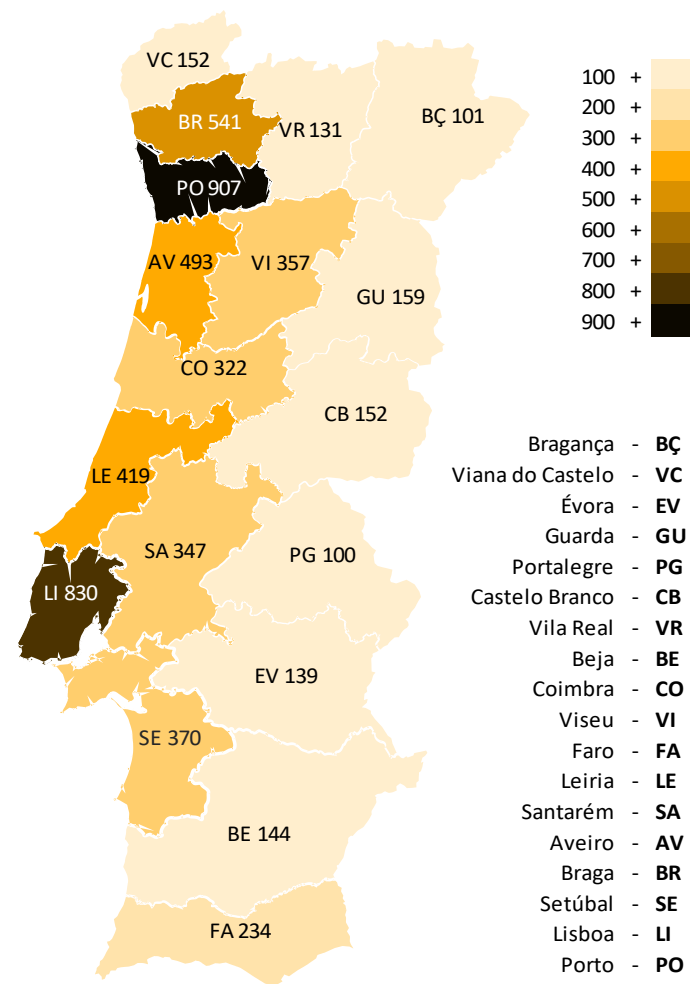 VC 152
BR 541
VR 131
BÇ 101
PO 907
AV 493
VI 357
GU 159
CO 322
CB 152
LE 419
SA 347
PG 100
LI 830
EV 139
SE 370
BE 144
FA 234
100 +
200 +
300 +
400 +
500 +
600 +
700 +
800 +
900 +
Bragança - BÇ
Viana do Castelo - VC
Évora - EV
Guarda - GU
Portalegre - PG
Castelo Branco - CB
Vila Real - VR
Beja - BE
Coimbra - CO
Viseu - VI
Faro - FA
Leiria - LE
Santarém - SA
Aveiro - AV
Braga - BR
Setúbal - SE
Lisboa - LI
Porto - PO